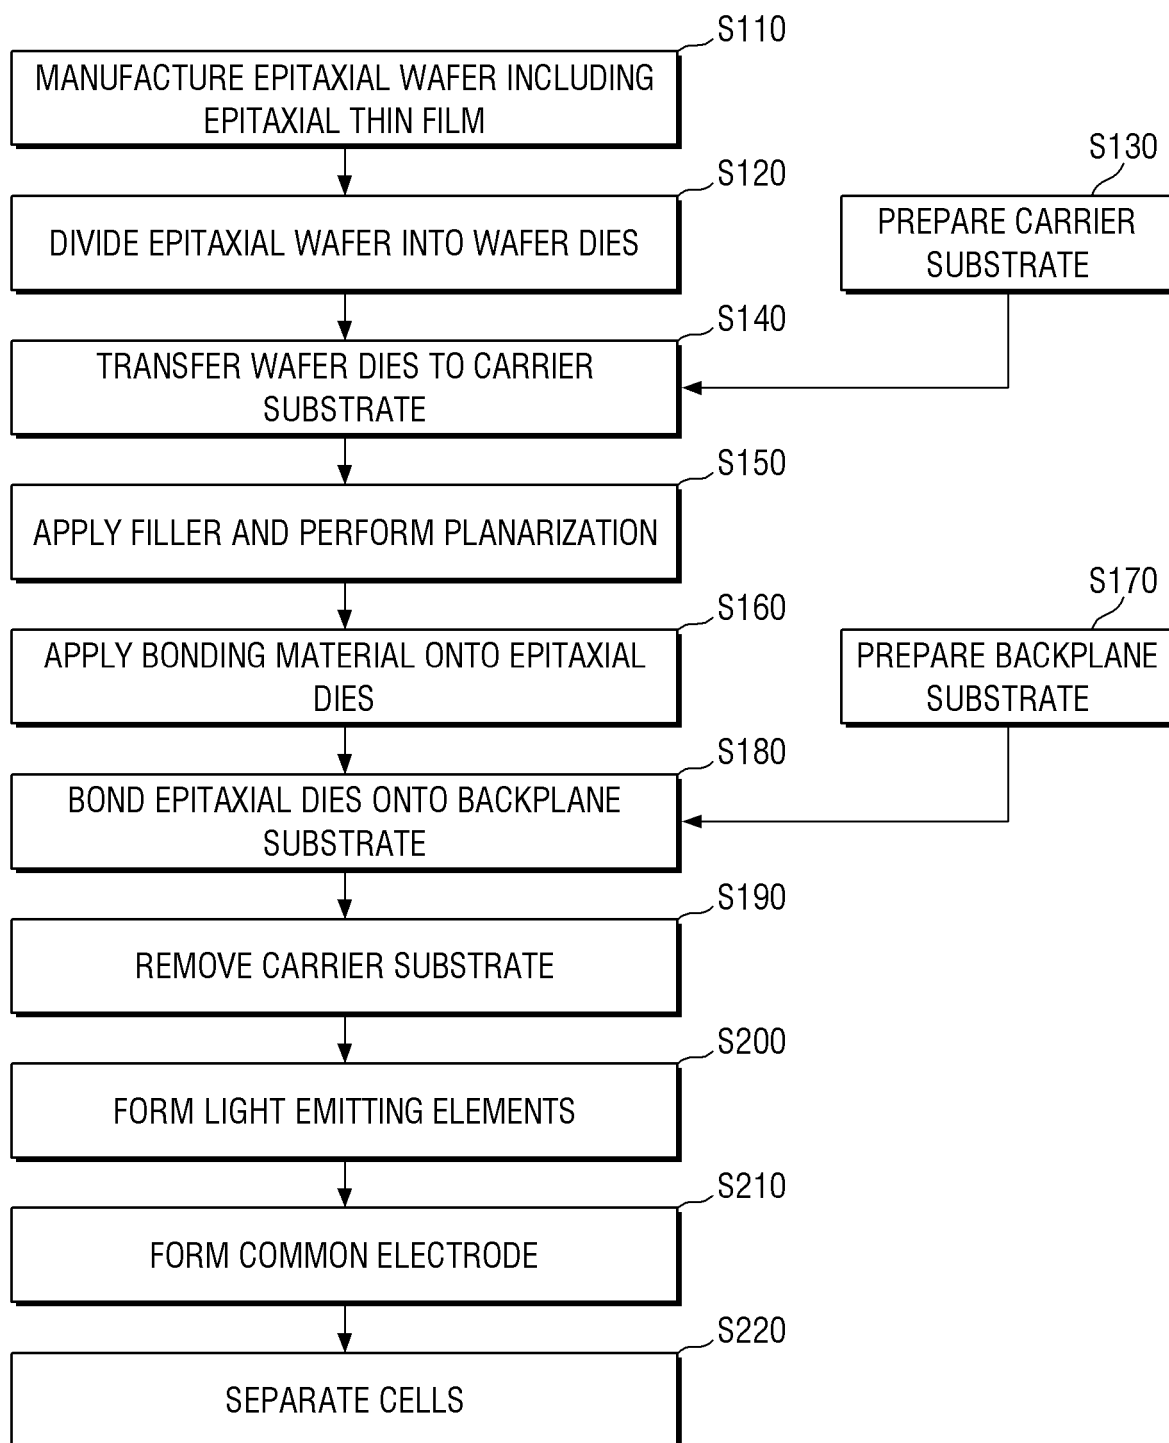 S110
MANUFACTURE EPITAXIAL WAFER INCLUDING
EPITAXIAL THIN FILM
S120
DIVIDE EPITAXIAL WAFER INTO WAFER DIES
S130
PREPARE CARRIER
SUBSTRATE
S140
TRANSFER WAFER DIES TO CARRIER
SUBSTRATE
S150
APPLY FILLER AND PERFORM PLANARIZATION
S160
APPLY BONDING MATERIAL ONTO EPITAXIAL
DIES
S170
PREPARE BACKPLANE
SUBSTRATE
S180
BOND EPITAXIAL DIES ONTO BACKPLANE
SUBSTRATE
S190
REMOVE CARRIER SUBSTRATE
S200
FORM LIGHT EMITTING ELEMENTS
S210
FORM COMMON ELECTRODE
S220
SEPARATE CELLS